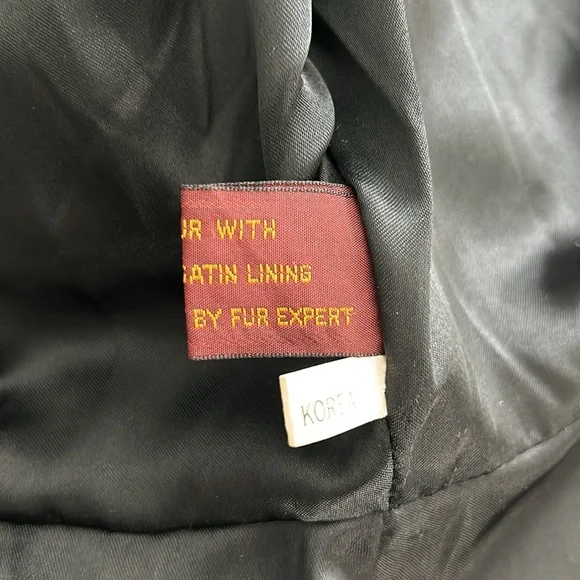 UR WITH
SATIN LINING
BY FUR EXPERT
KOREA